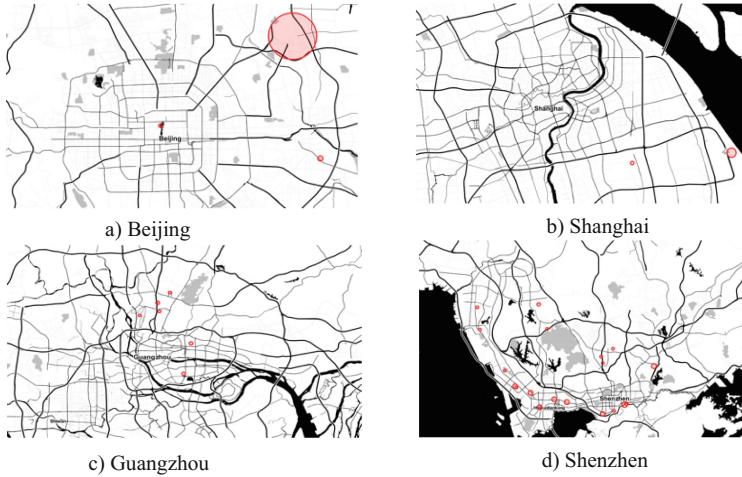 Beijing
Shanghai
a) Beijing
b) Shanghai
Guangzhou
Shenzhen
c) Guangzhou
d) Shenzhen